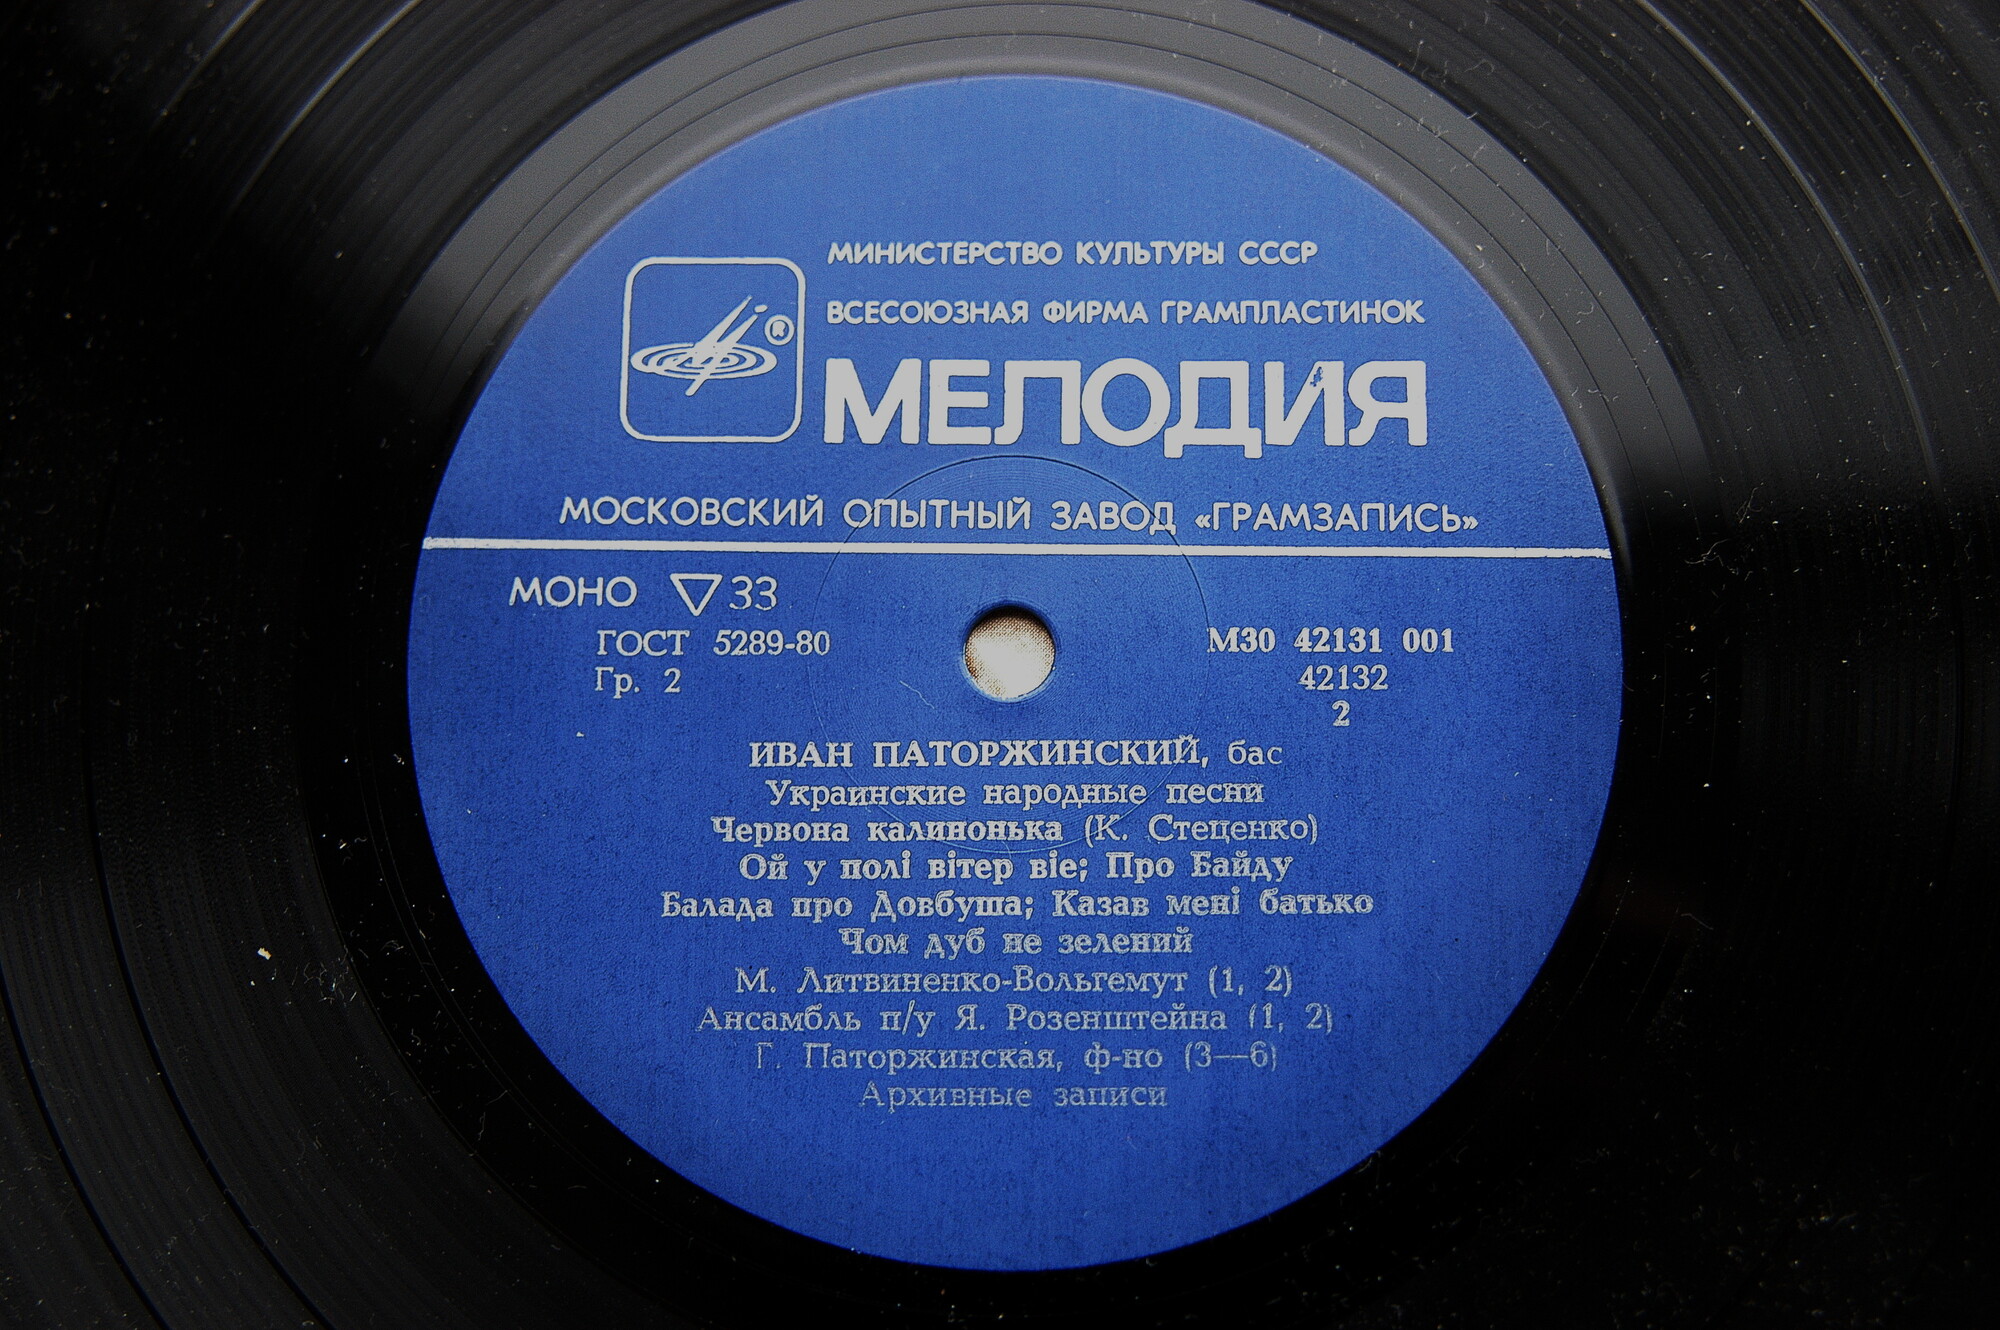 МИНИСТЕРСТВО КУЛЬТУРЫ СССР
ВСЕСОЮЗНАЯ ФИРМА ГРАМПЛАСТИНОК
®
МЕЛОДИЯ
МОСКОВСКИЙ ОПЫТНЫЙ ЗАВОД «ГРАМЗАПИСЬ»
МОНО ▽33
ГОСТ 5289-80
Гр. 2
М30 42131 001
42132
2
ИВАН ПАТОРЖИНСКИЙ, бас
Украинские народные песни
Червона калинонька (К. Стеценко)
Ой у полі вітер віе; Про Байду
Балада про Довбуша; Казав мені батько
Чом дуб не зелений
М. Литвиненко-Вольгемут (1, 2)
Ансамбль п/у Я. Розенштейна (1, 2)
Г. Паторжинская, ф-но (3—6)
Архивные записи